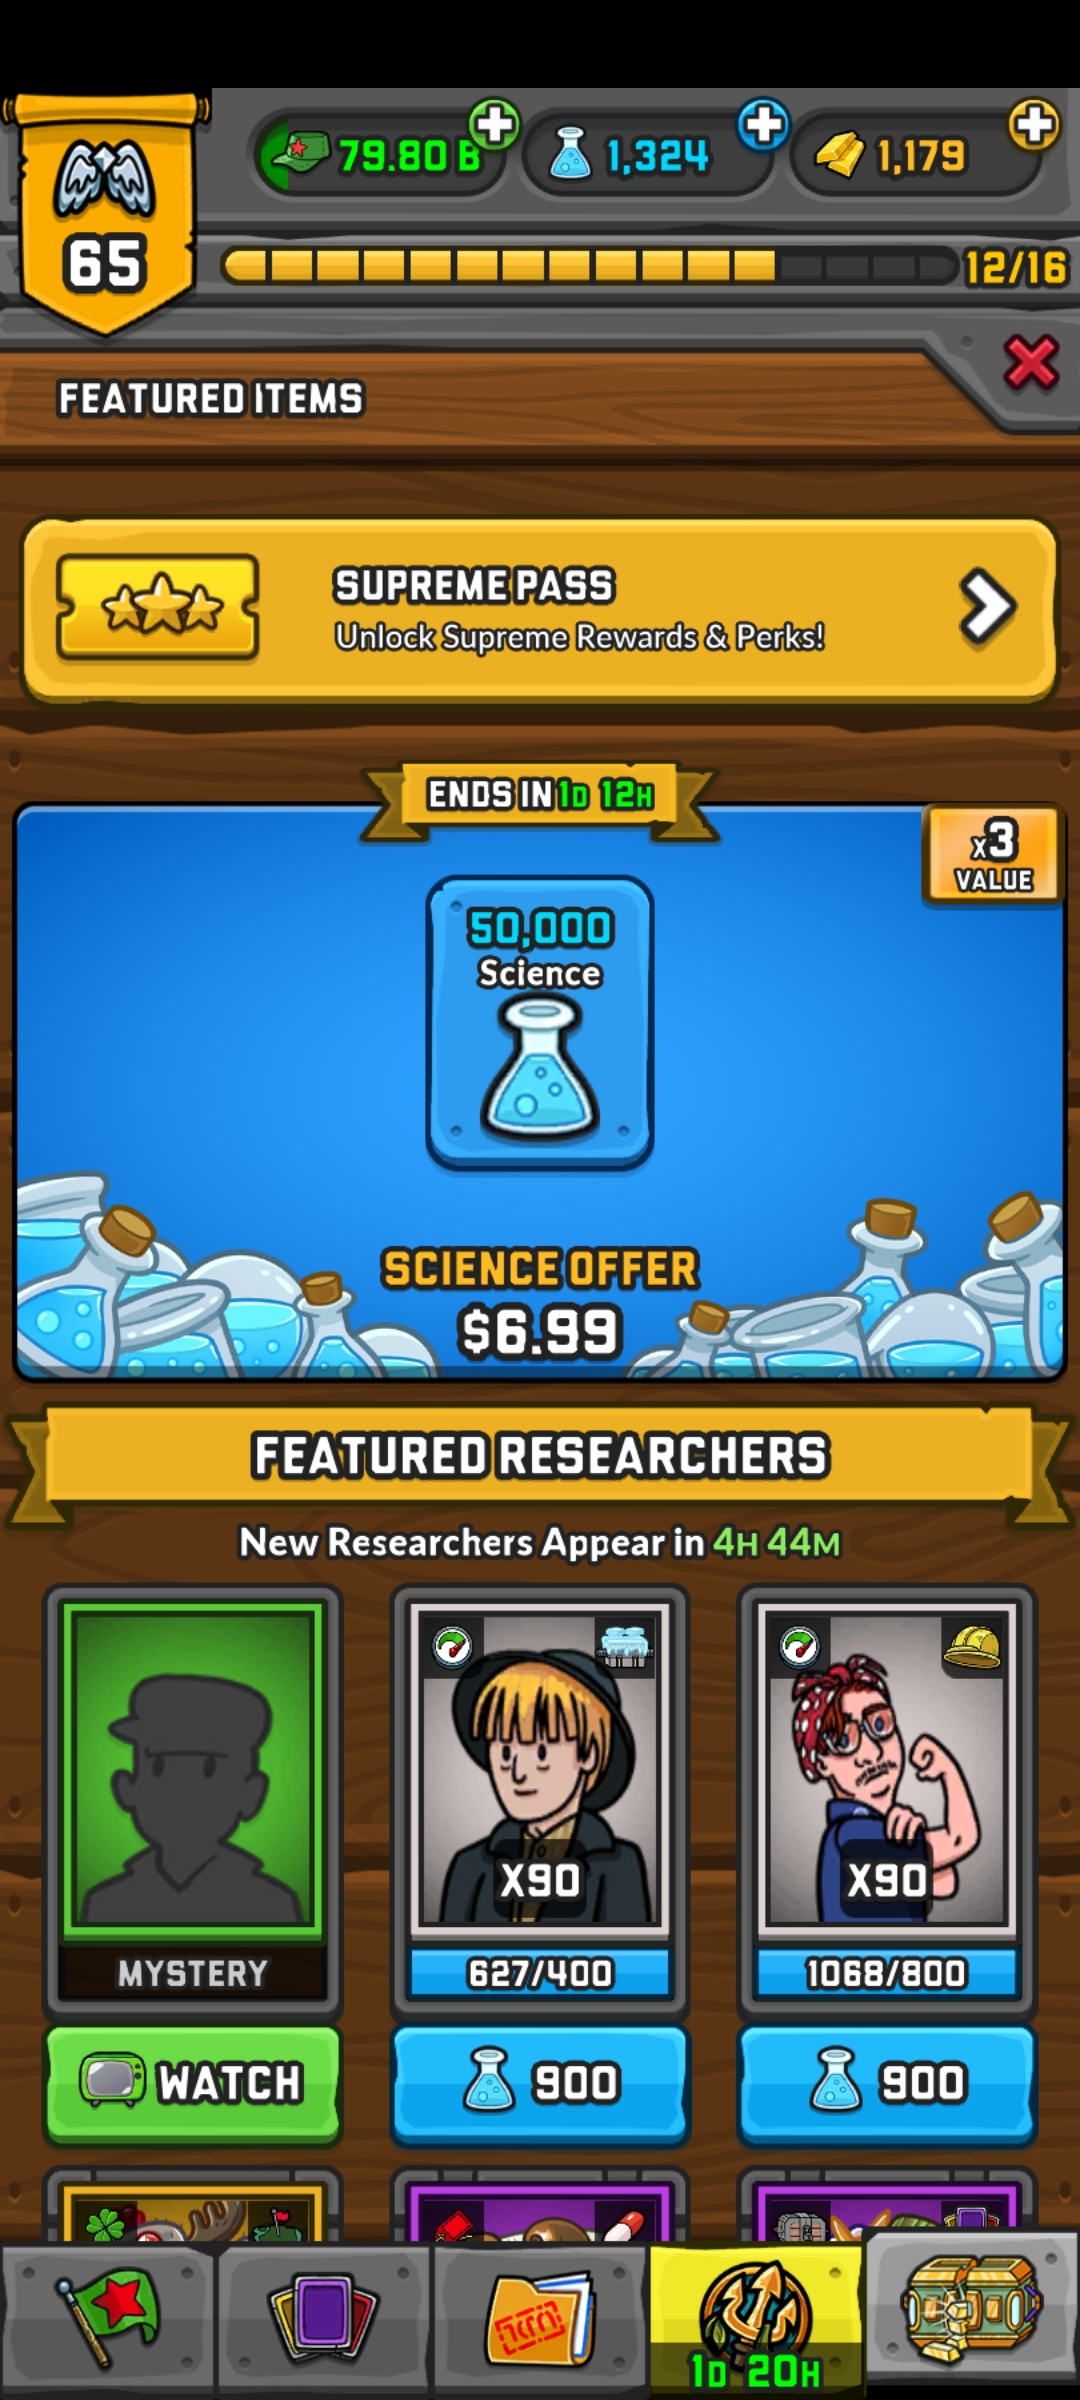 79.80 B
1,324
1,179
65
12/16
FEATURED ITEMS
SUPREME PASS
Unlock Supreme Rewards & Perks!
ENDS IN 1D 12H
x3
VALUE
50,000
Science
SCIENCE OFFER
$6.99
FEATURED RESEARCHERS
New Researchers Appear in 4H 44M
X90
X90
MYSTERY
627/400
1068/800
WATCH
900
900
1D 20H